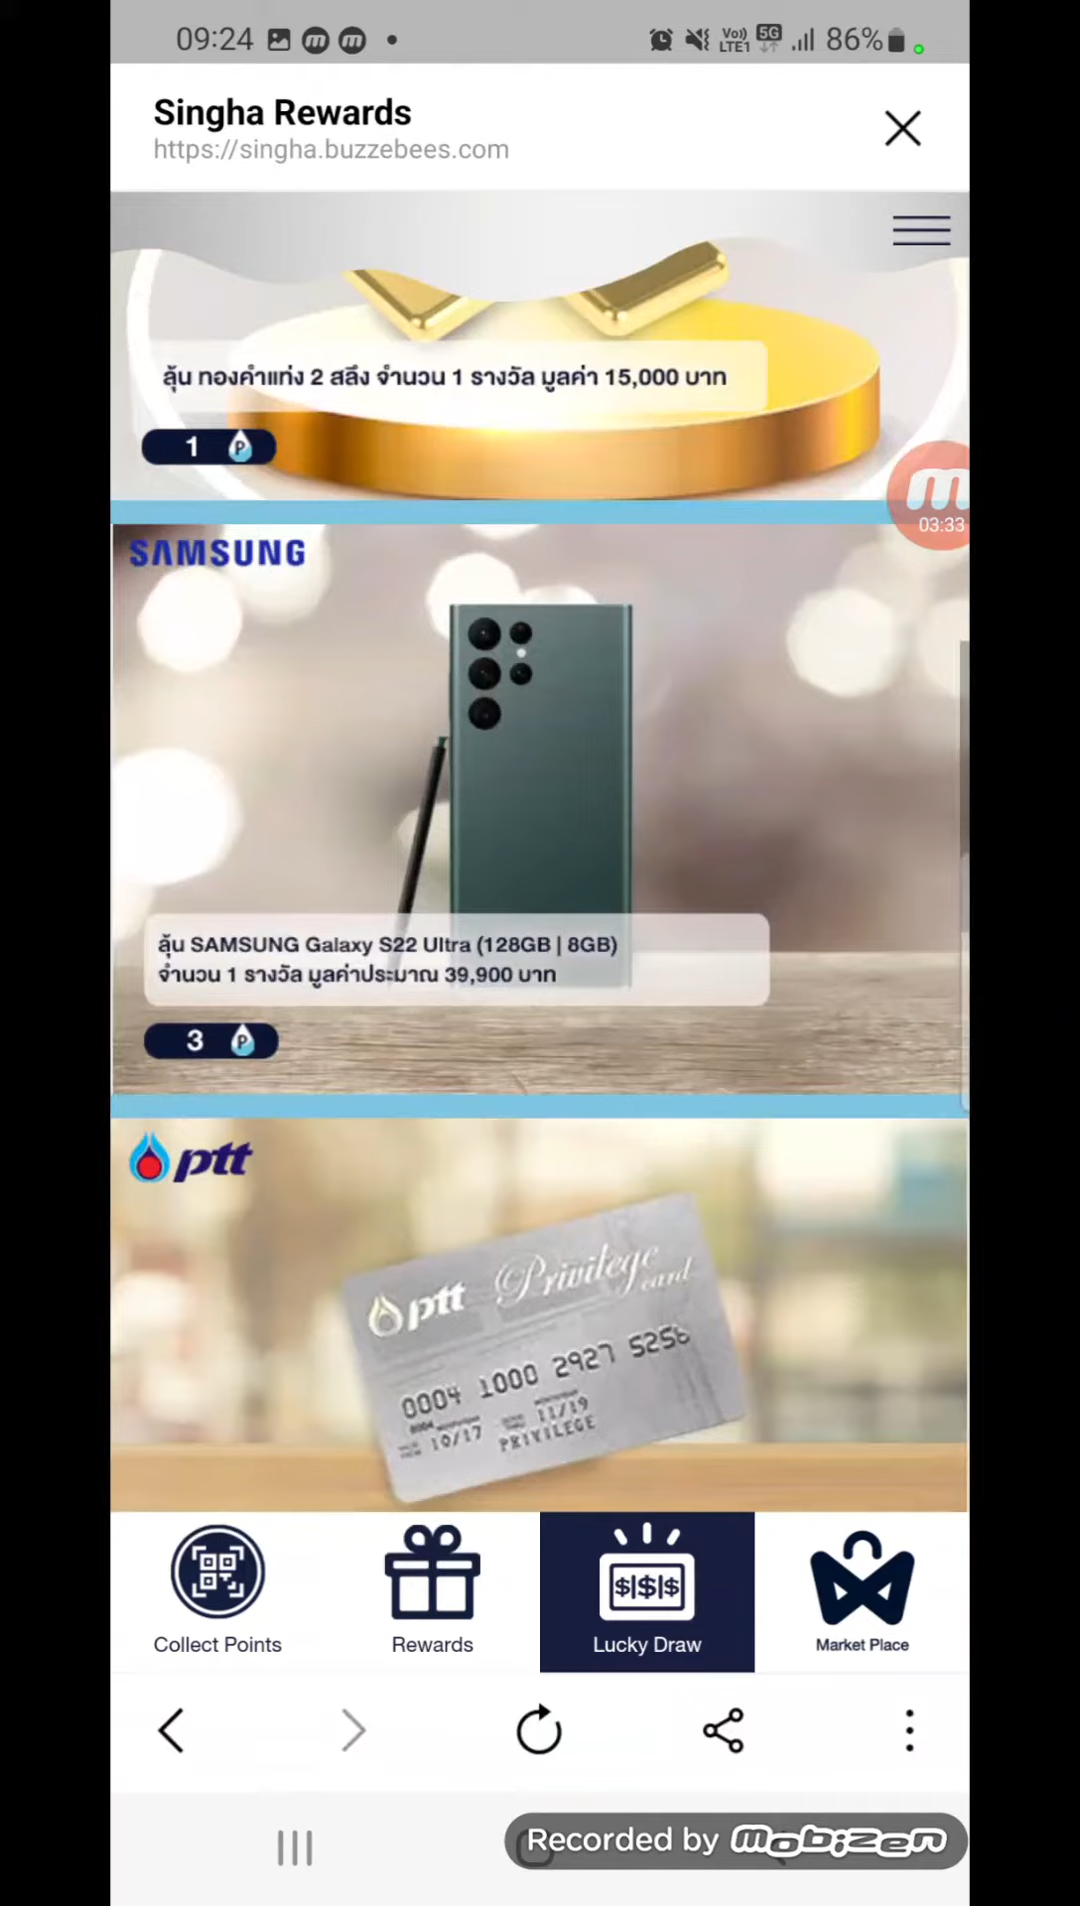 09:24
Vo)) LTE1 5G 86%
Singha Rewards
https://singha.buzzebees.com
ลุ้น ทองคำแท่ง 2 สลึง จำนวน 1 รางวัล มูลค่า 15,000 บาท
1 P
03:33
SAMSUNG
ลุ้น SAMSUNG Galaxy S22 Ultra (128GB | 8GB)
จำนวน 1 รางวัล มูลค่าประมาณ 39,900 บาท
3 P
ptt
ptt Privilege card
0004 1000 2927 5256
10/17 11/19
PRIVILEGE
$|$|$
Collect Points
Rewards
Lucky Draw
Market Place
Recorded by mobizen